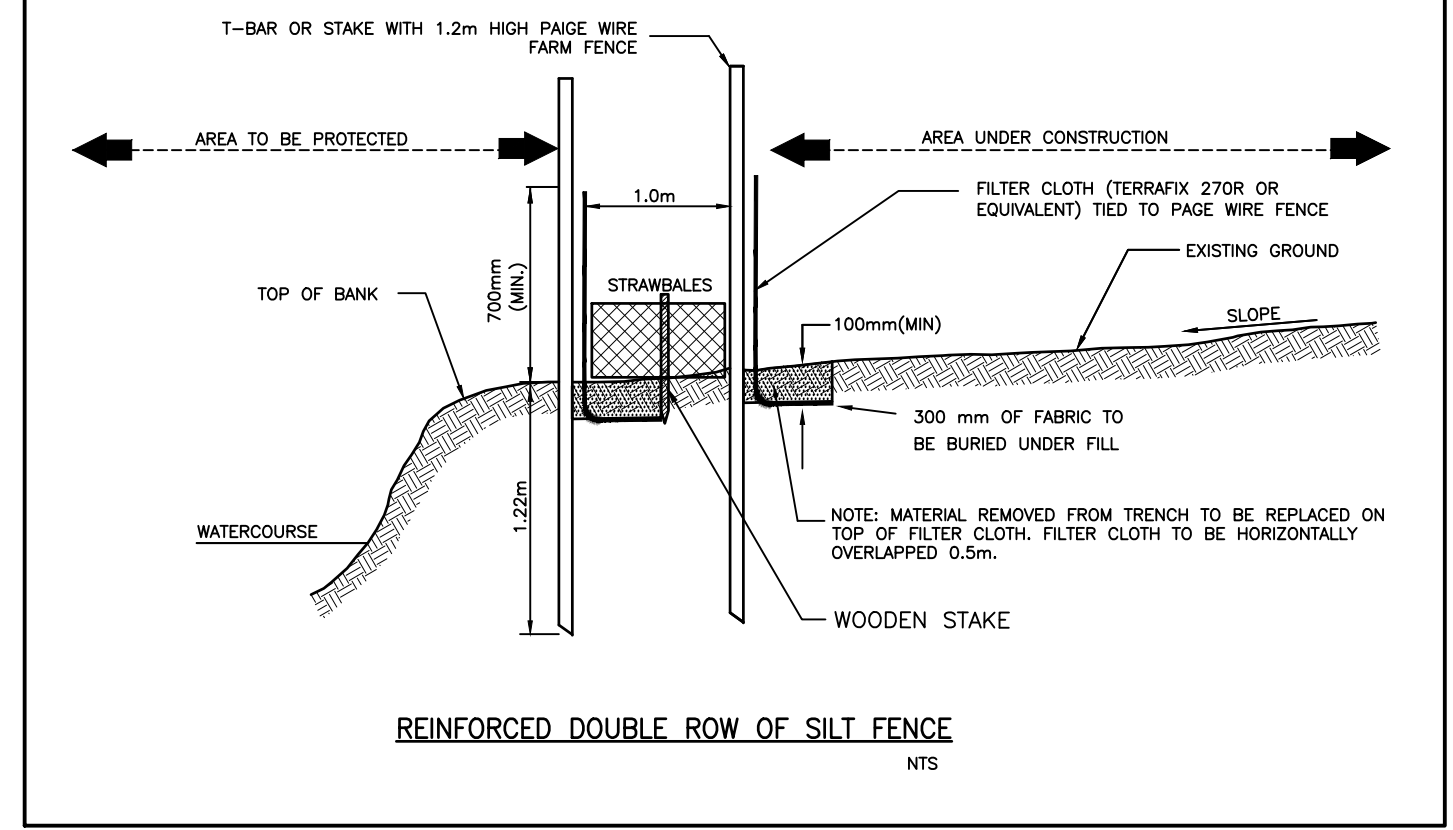 T-BAR OR STAKE WITH 1.2m HIGH PAIGE WIRE
FARM FENCE
AREA TO BE PROTECTED
AREA UNDER CONSTRUCTION
FILTER CLOTH (TERRAFIX 270R OR
EQUIVALENT) TIED TO PAGE WIRE FENCE
1.0m
EXISTING GROUND
700mm
(MIN.)
STRAWBALES
TOP OF BANK
SLOPE
100mm(MIN)
300 mm OF FABRIC TO
BE BURIED UNDER FILL
1.22m
WATERCOURSE
NOTE: MATERIAL REMOVED FROM TRENCH TO BE REPLACED ON
TOP OF FILTER CLOTH. FILTER CLOTH TO BE HORIZONTALLY
OVERLAPPED 0.5m.
WOODEN STAKE
REINFORCED DOUBLE ROW OF SILT FENCE
NTS